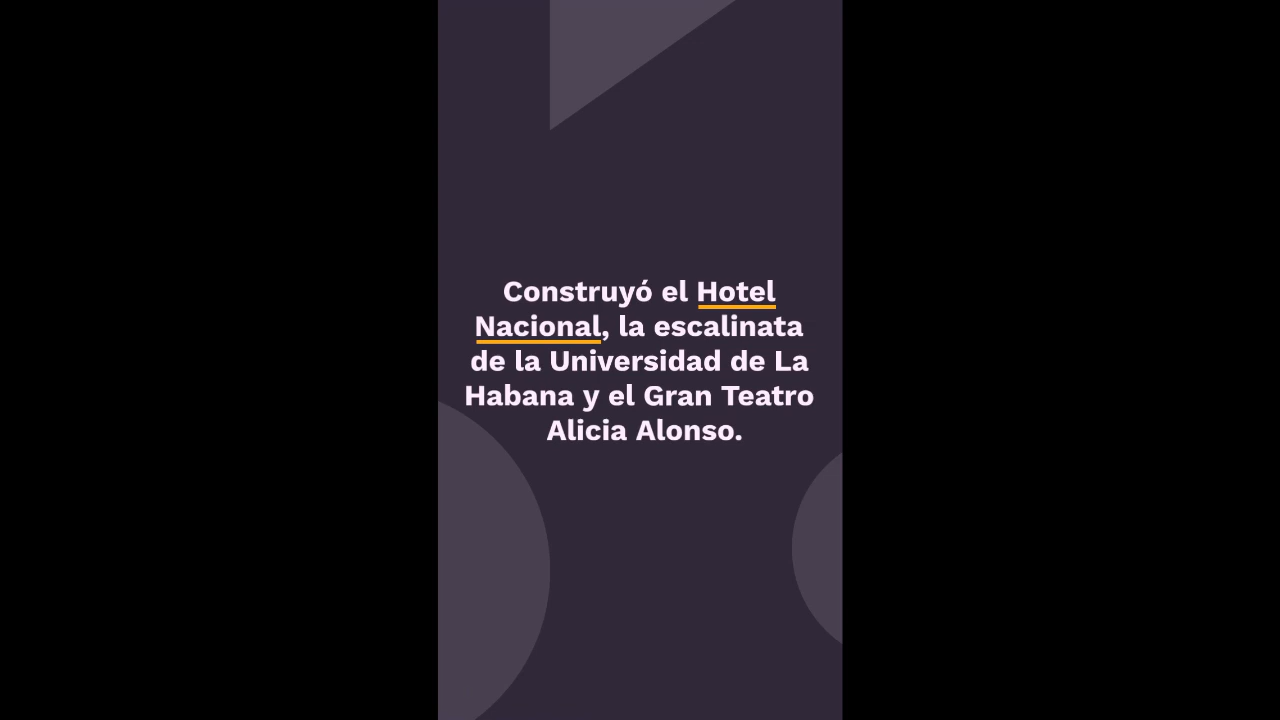 Construyó el Hotel
Nacional, la escalinata
de la Universidad de La
Habana y el Gran Teatro
Alicia Alonso.